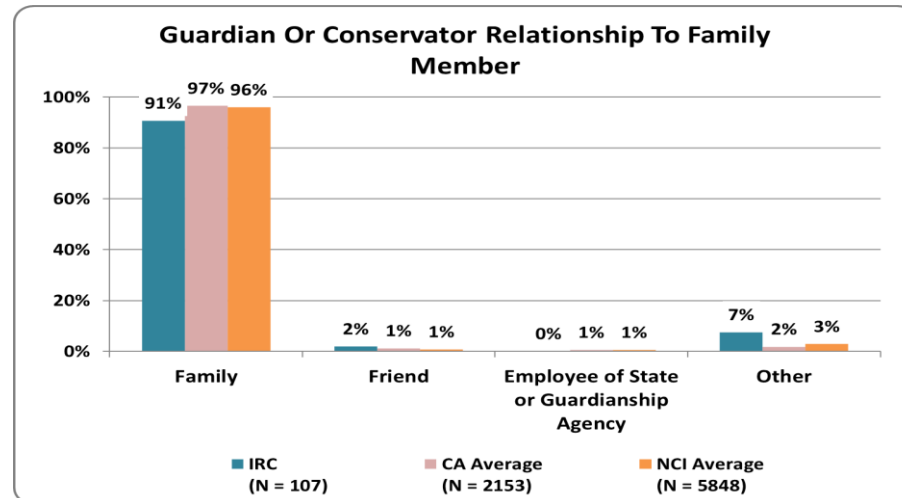 Guardian Or Conservator Relationship To Family
Member
91% 97% 96%
100%
80%
60%
40%
20%
0%
2% 1% 1%
0% 1% 1%
7% 2% 3%
Family
Friend
Employee of State
or Guardianship
Agency
Other
IRC
(N = 107)
CA Average
(N = 2153)
NCI Average
(N = 5848)